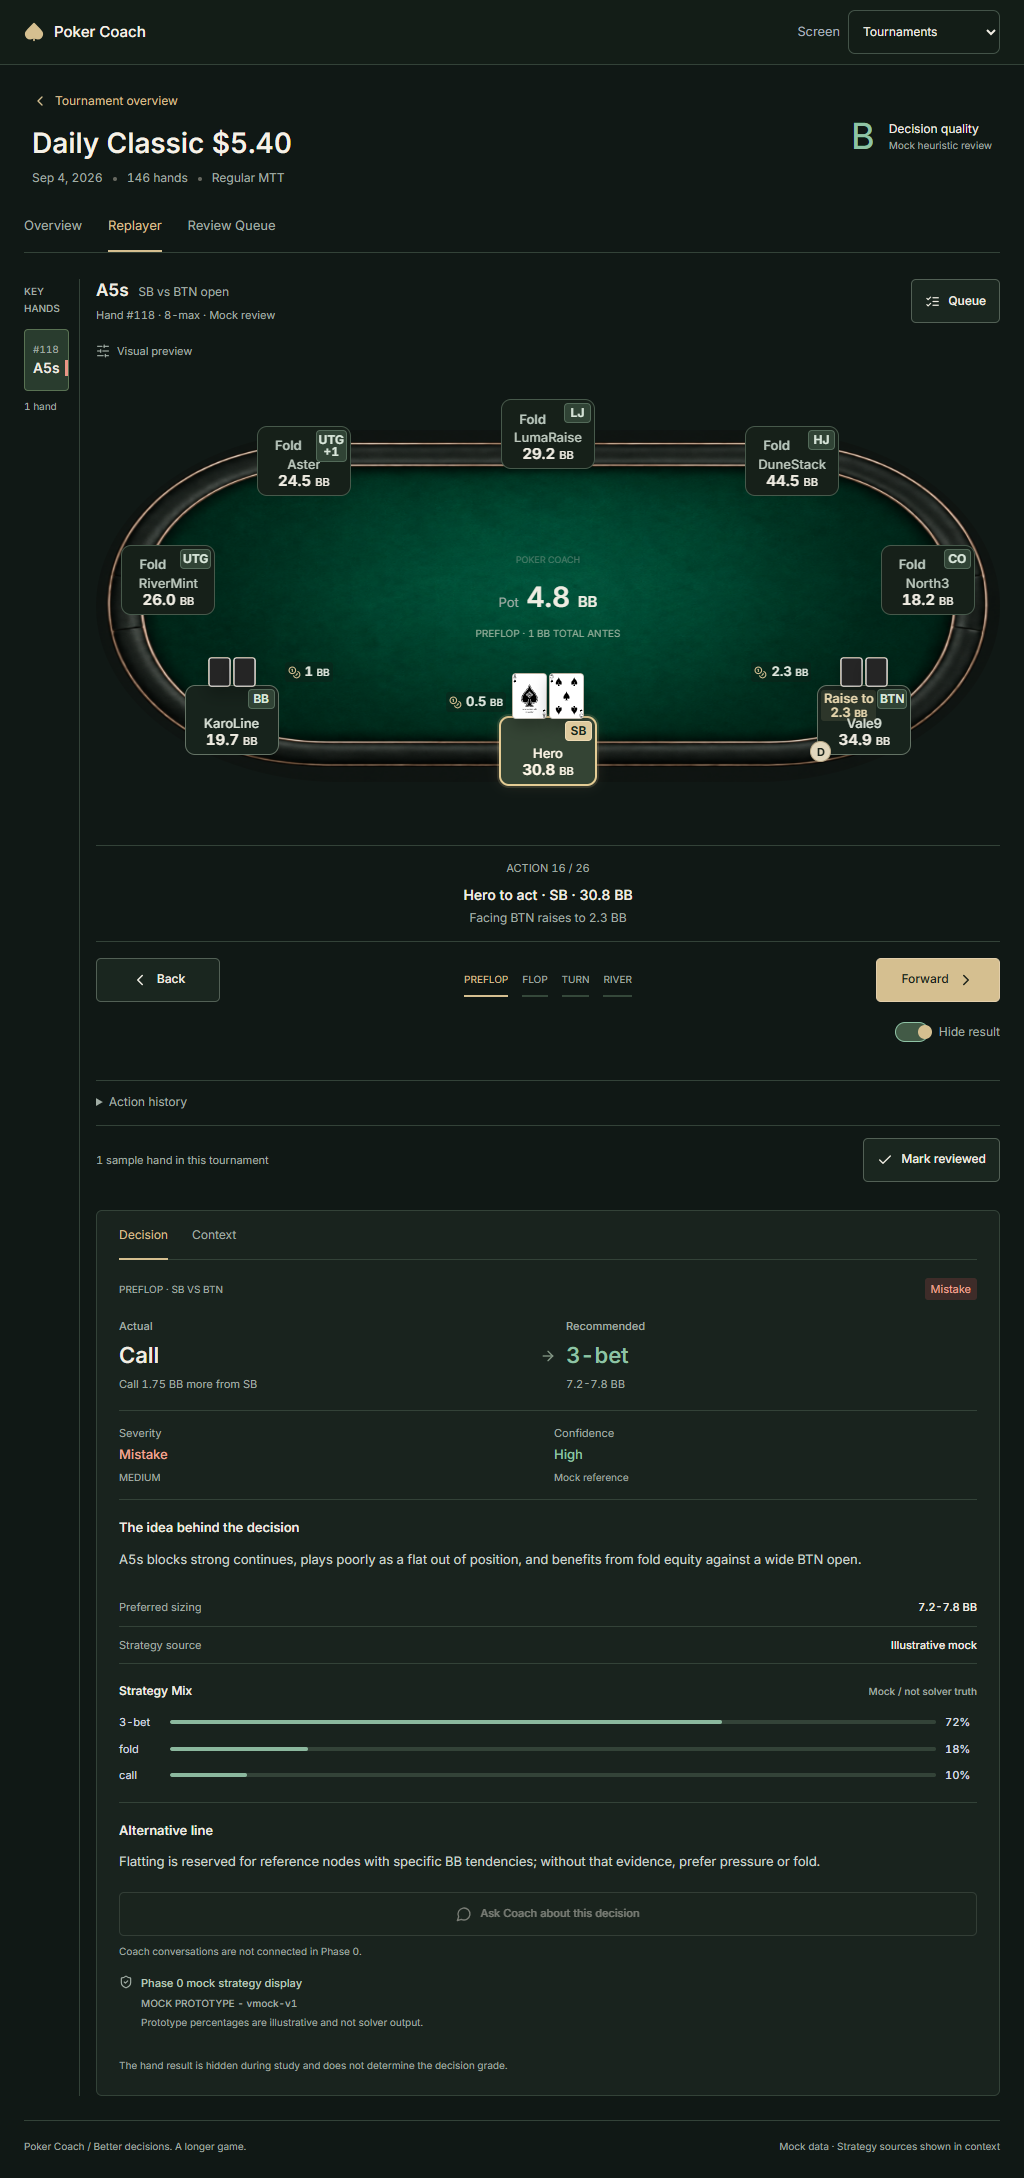 Poker Coach
Screen
Tournaments
Tournament overview
Daily Classic $5.40
Sep 4, 2026 • 146 hands • Regular MTT
B
Decision quality
Mock heuristic review
Overview
Replayer
Review Queue
KEY
HANDS
#118
A5s
1 hand
A5s SB vs BTN open
Hand #118 · 8-max · Mock review
Queue
Visual preview
Fold
LJ
LumaRaise
29.2 BB
Fold
UTG
+1
Aster
24.5 BB
Fold
HJ
DuneStack
44.5 BB
Fold
UTG
RiverMint
26.0 BB
Fold
CO
North3
18.2 BB
POKER COACH
Pot 4.8 BB
PREFLOP · 1 BB TOTAL ANTES
1 BB
2.3 BB
0.5 BB
BB
KaroLine
19.7 BB
SB
Hero
30.8 BB
Raise to
2.3 BB
BTN
Vale9
34.9 BB
D
ACTION 16 / 26
Hero to act · SB · 30.8 BB
Facing BTN raises to 2.3 BB
Back
PREFLOP
FLOP
TURN
RIVER
Forward
Hide result
Action history
1 sample hand in this tournament
Mark reviewed
Decision
Context
PREFLOP · SB VS BTN
Mistake
Actual
Recommended
Call
3-bet
Call 1.75 BB more from SB
7.2-7.8 BB
Severity
Confidence
Mistake
High
MEDIUM
Mock reference
The idea behind the decision
A5s blocks strong continues, plays poorly as a flat out of position, and benefits from fold equity against a wide BTN open.
Preferred sizing
7.2-7.8 BB
Strategy source
Illustrative mock
Strategy Mix
Mock / not solver truth
3-bet 72%
fold 18%
call 10%
Alternative line
Flatting is reserved for reference nodes with specific BB tendencies; without that evidence, prefer pressure or fold.
Ask Coach about this decision
Coach conversations are not connected in Phase 0.
Phase 0 mock strategy display
MOCK PROTOTYPE - vmock-v1
Prototype percentages are illustrative and not solver output.
The hand result is hidden during study and does not determine the decision grade.
Poker Coach / Better decisions. A longer game.
Mock data · Strategy sources shown in context